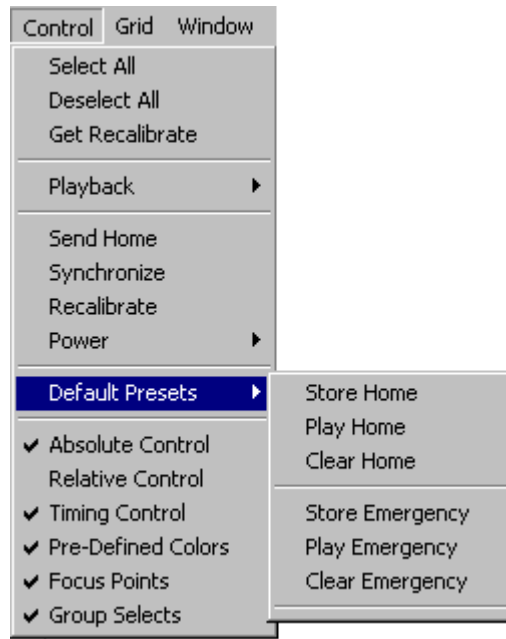 Control Grid Window
Select All
Deselect All
Get Recalibrate
Playback
Send Home
Synchronize
Recalibrate
Power
Default Presets
Absolute Control
Relative Control
Timing Control
Pre-Defined Colors
Focus Points
Group Selects
Store Home
Play Home
Clear Home
Store Emergency
Play Emergency
Clear Emergency